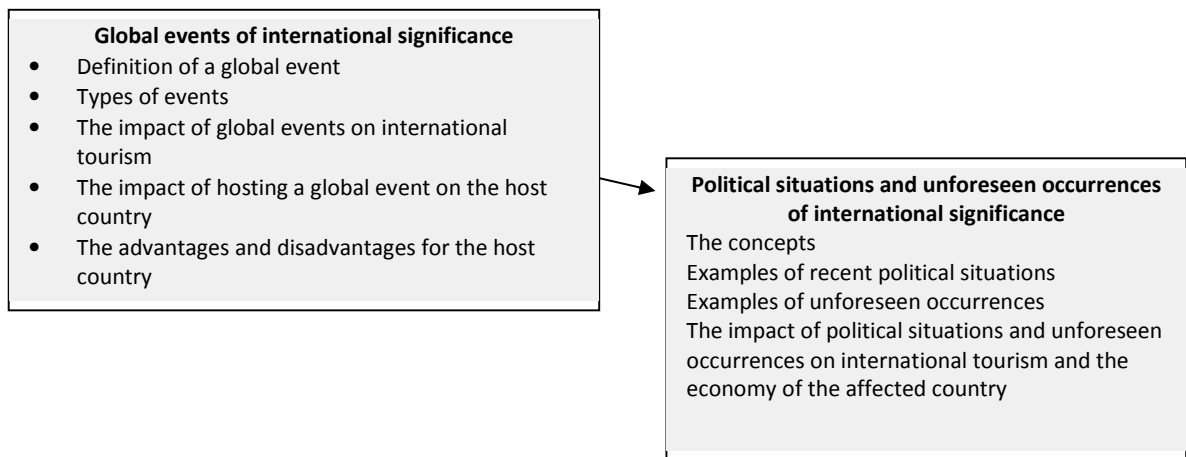 Global events of international significance
• Definition of a global event
• Types of events
• The impact of global events on international
tourism
• The impact of hosting a global event on the host
country
• The advantages and disadvantages for the host
country
Political situations and unforeseen occurrences
of international significance
The concepts
Examples of recent political situations
Examples of unforeseen occurrences
The impact of political situations and unforeseen
occurrences on international tourism and the
economy of the affected country